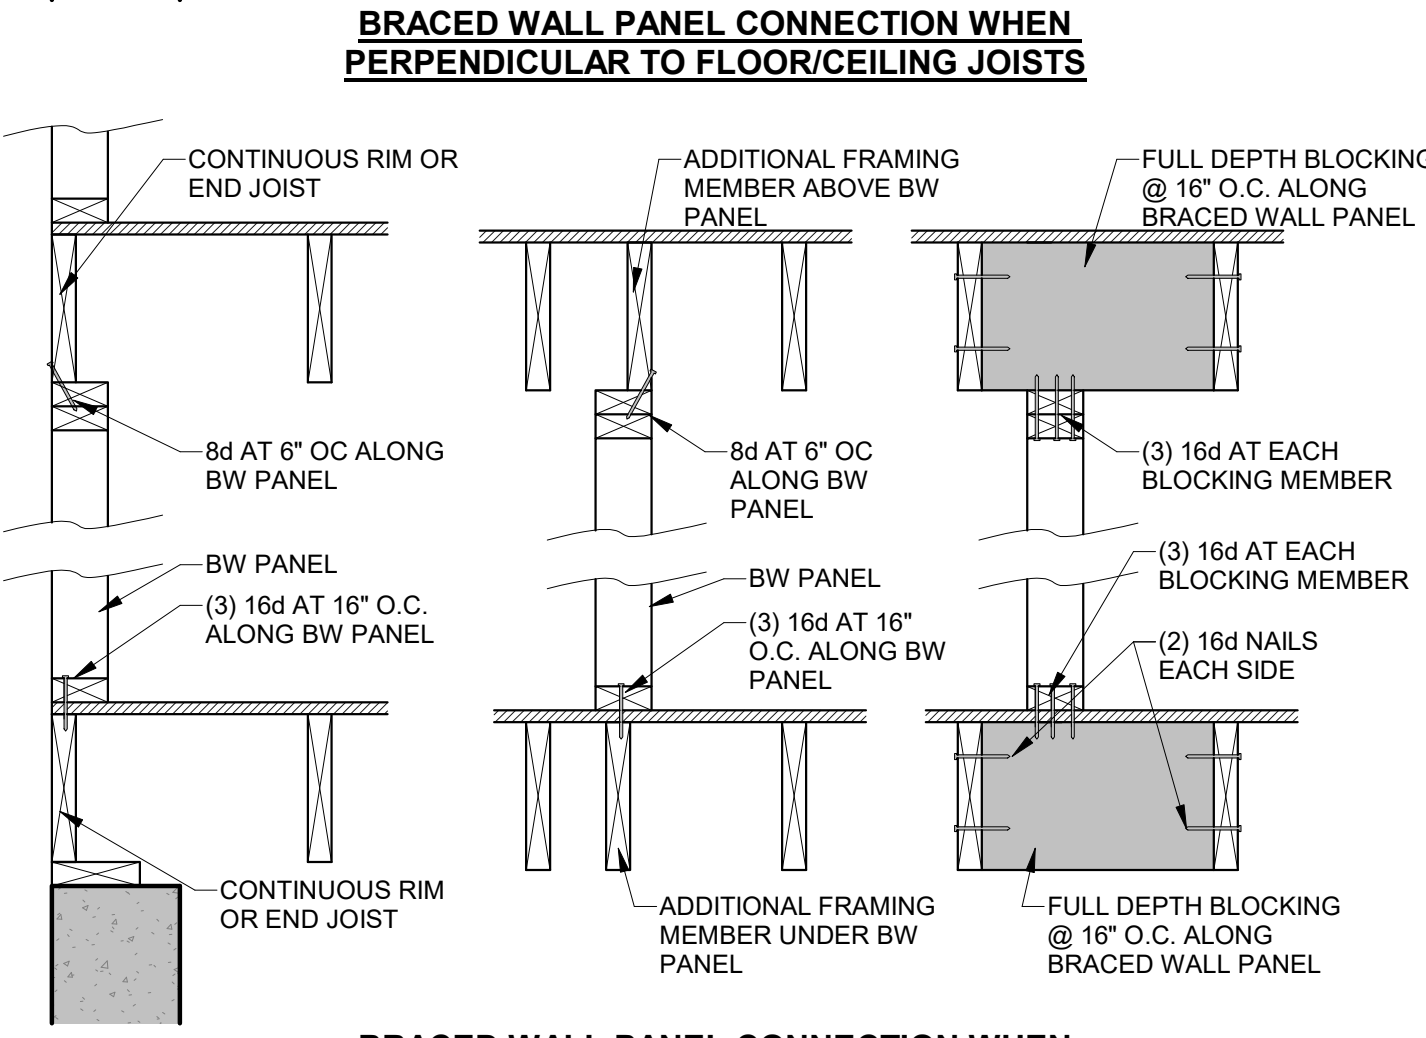 BRACED WALL PANEL CONNECTION WHEN
PERPENDICULAR TO FLOOR/CEILING JOISTS
CONTINUOUS RIM OR
END JOIST
8d AT 6" OC ALONG
BW PANEL
BW PANEL
(3) 16d AT 16" O.C.
ALONG BW PANEL
CONTINUOUS RIM
OR END JOIST
ADDITIONAL FRAMING
MEMBER ABOVE BW
PANEL
8d AT 6" OC
ALONG BW
PANEL
BW PANEL
(3) 16d AT 16"
O.C. ALONG BW
PANEL
ADDITIONAL FRAMING
MEMBER UNDER BW
PANEL
FULL DEPTH BLOCKING
@ 16" O.C. ALONG
BRACED WALL PANEL
(3) 16d AT EACH
BLOCKING MEMBER
(3) 16d AT EACH
BLOCKING MEMBER
(2) 16d NAILS
EACH SIDE
FULL DEPTH BLOCKING
@ 16" O.C. ALONG
BRACED WALL PANEL
BRACED WALL PANEL CONNECTION WHEN